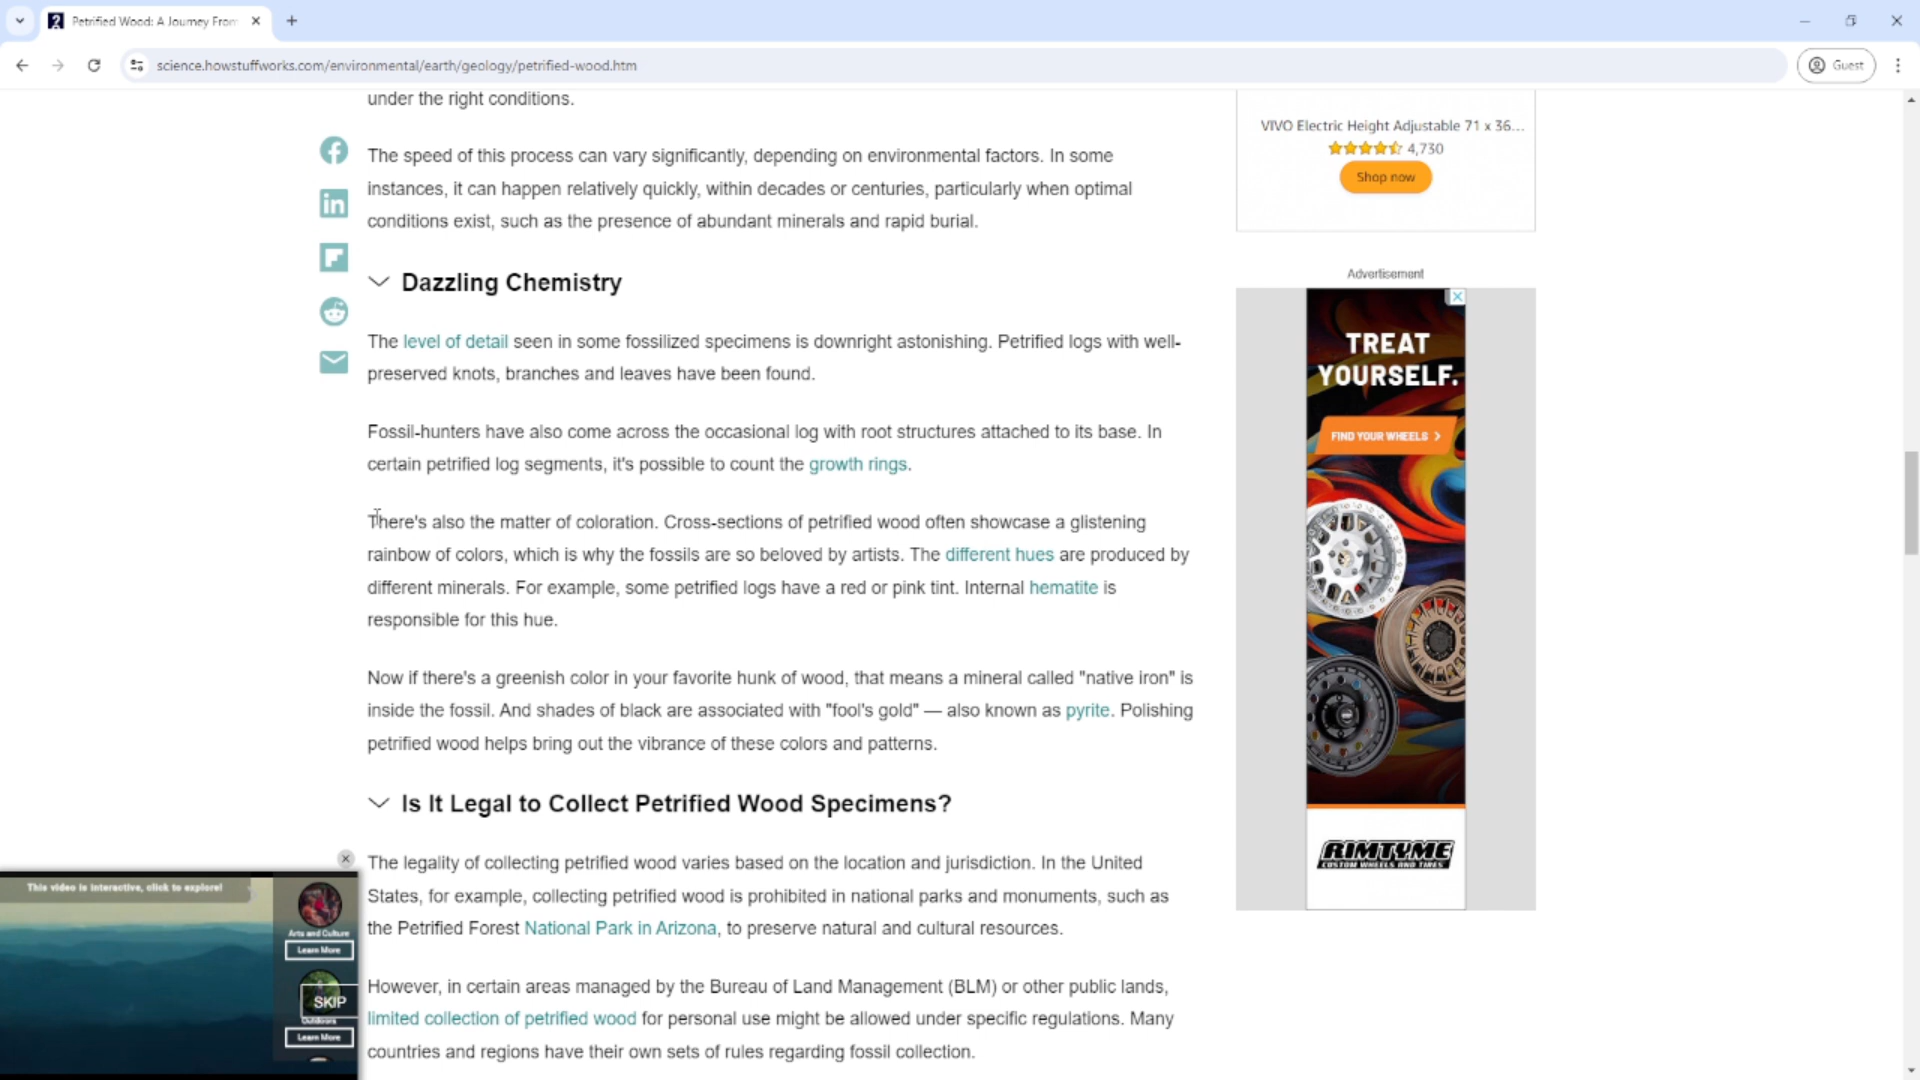 Petrified Wood: A Journey From
science.howstuffworks.com/environmental/earth/geology/petrified-wood.htm
Guest
under the right conditions.
The speed of this process can vary significantly, depending on environmental factors. In some
instances, it can happen relatively quickly, within decades or centuries, particularly when optimal
conditions exist, such as the presence of abundant minerals and rapid burial.
Dazzling Chemistry
The level of detail seen in some fossilized specimens is downright astonishing. Petrified logs with well-
preserved knots, branches and leaves have been found.
Fossil-hunters have also come across the occasional log with root structures attached to its base. In
certain petrified log segments, it's possible to count the growth rings.
There's also the matter of coloration. Cross-sections of petrified wood often showcase a glistening
rainbow of colors, which is why the fossils are so beloved by artists. The different hues are produced by
different minerals. For example, some petrified logs have a red or pink tint. Internal hematite is
responsible for this hue.
Now if there's a greenish color in your favorite hunk of wood, that means a mineral called "native iron" is
inside the fossil. And shades of black are associated with "fool's gold" — also known as pyrite. Polishing
petrified wood helps bring out the vibrance of these colors and patterns.
Is It Legal to Collect Petrified Wood Specimens?
The legality of collecting petrified wood varies based on the location and jurisdiction. In the United
States, for example, collecting petrified wood is prohibited in national parks and monuments, such as
the Petrified Forest National Park in Arizona, to preserve natural and cultural resources.
However, in certain areas managed by the Bureau of Land Management (BLM) or other public lands,
limited collection of petrified wood for personal use might be allowed under specific regulations. Many
countries and regions have their own sets of rules regarding fossil collection.
VIVO Electric Height Adjustable 71 x 36...
4,730
Shop now
Advertisement
TREAT
YOURSELF.
FIND YOUR WHEELS >
RIMTYME
CUSTOM WHEELS AND TIRES
This video is interactive, click to explore!
Arts and Culture
Learn More
SKIP
Outdoors
Learn More